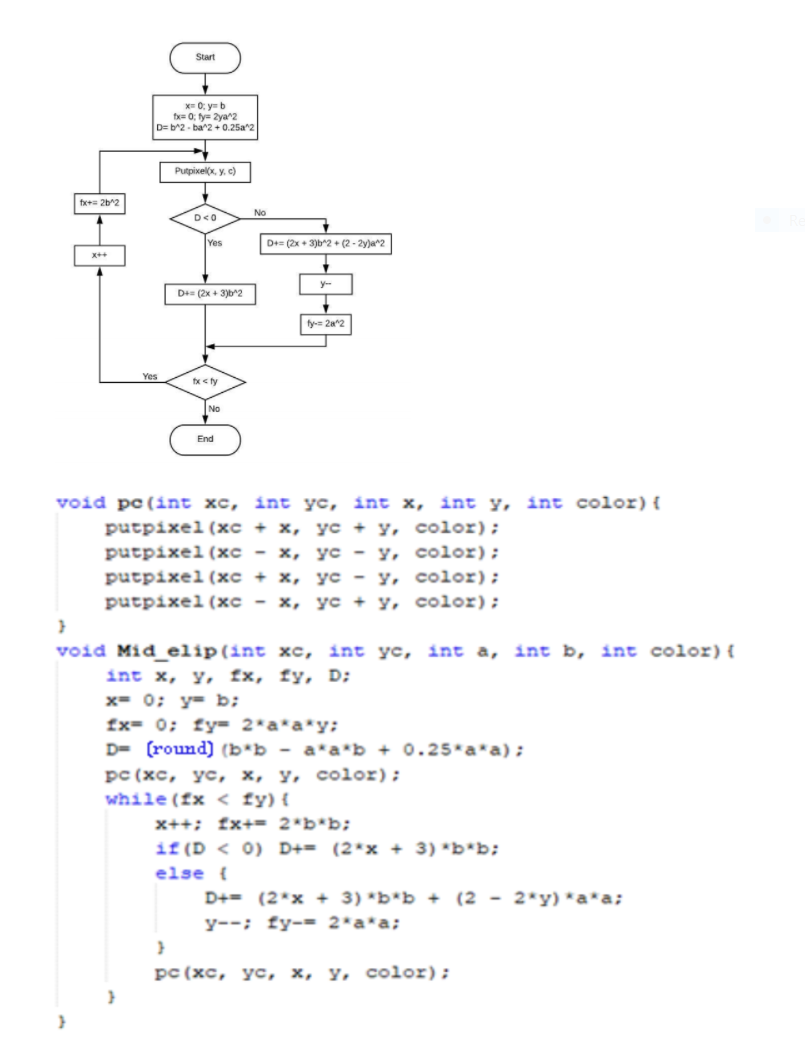 Start
x= 0; y= b
fx= 0; fy= 2ya^2
D= b^2 - ba^2 + 0.25a^2
Putpixel(x, y, c)
fx+= 2b^2
D < 0
No
Yes
D+= (2x + 3)b^2 + (2 - 2y)a^2
x++
y--
D+= (2x + 3)b^2
fy-= 2a^2
Yes
fx < fy
No
End
void pc(int xc, int yc, int x, int y, int color){
putpixel(xc + x, yc + y, color);
putpixel(xc - x, yc - y, color);
putpixel(xc + x, yc - y, color);
putpixel(xc - x, yc + y, color);
}
void Mid_elip(int xc, int yc, int a, int b, int color){
int x, y, fx, fy, D;
x= 0; y= b;
fx= 0; fy= 2*a*a*y;
D= (round)(b*b - a*a*b + 0.25*a*a);
pc(xc, yc, x, y, color);
while(fx < fy){
x++; fx+= 2*b*b;
if(D < 0) D+= (2*x + 3)*b*b;
else {
D+= (2*x + 3)*b*b + (2 - 2*y)*a*a;
y--; fy-= 2*a*a;
}
pc(xc, yc, x, y, color);
}
}